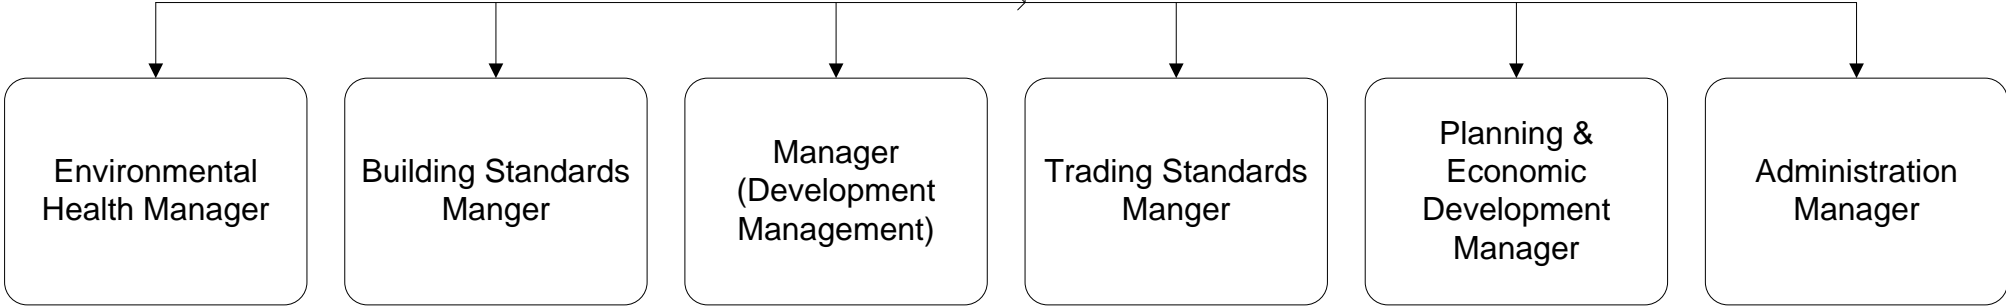 Environmental
Health Manager
Building Standards
Manger
Manager
(Development
Management)
Trading Standards
Manger
Planning &
Economic
Development
Manager
Administration
Manager